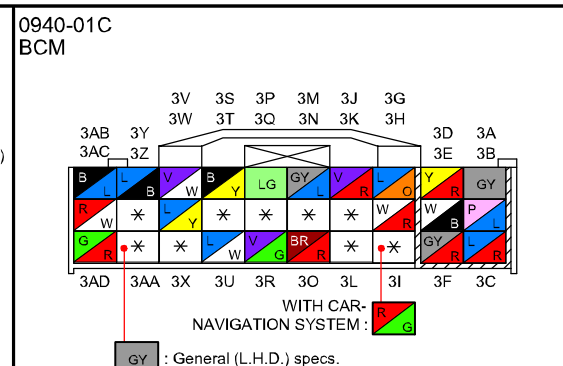 0940-01C
BCM
3V 3S 3P 3M 3J 3G
3W 3T 3Q 3N 3K 3H
3AB 3Y 3D 3A
3AC 3Z 3E 3B
)
B L L B V W B Y LG GY L V R L O Y R GY
R W * L Y * * * * W R W B P L
G R * * L W V G BR R * * GY R L R
3AD 3AA 3X 3U 3R 3O 3L 3I 3F 3C
WITH CAR-
NAVIGATION SYSTEM : R G
GY : General (L.H.D.) specs.